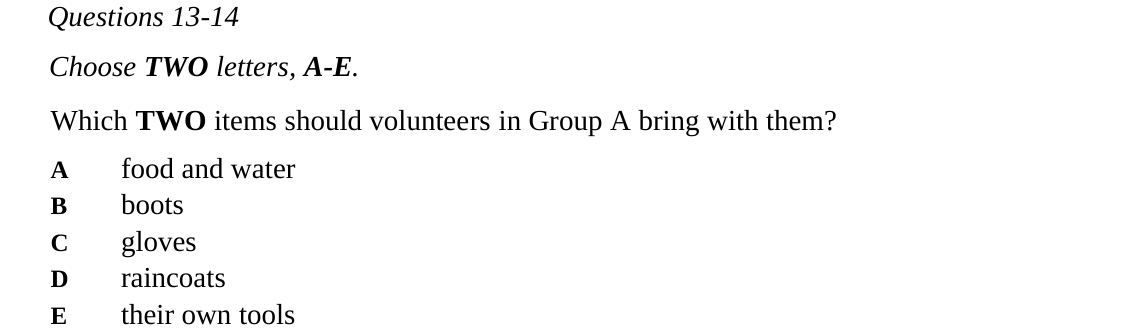 Questions 13-14
Choose TWO letters, A-E.
Which TWO items should volunteers in Group A bring with them?
A food and water
B boots
C gloves
D raincoats
E their own tools